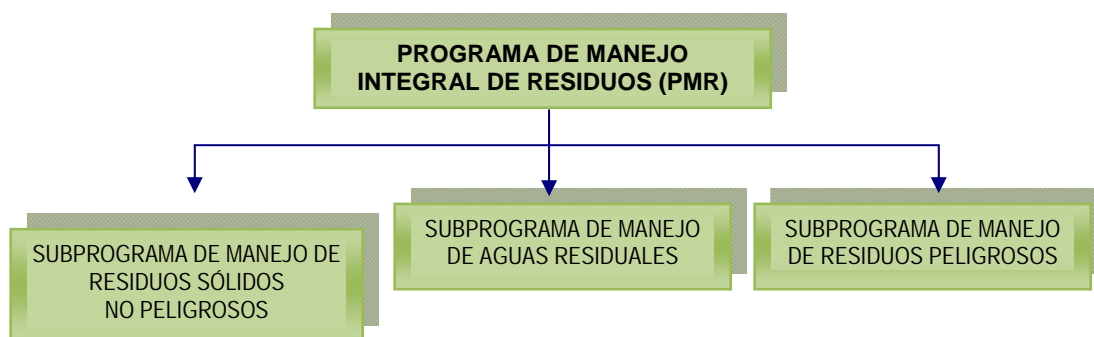 PROGRAMA DE MANEJO
INTEGRAL DE RESIDUOS (PMR)
SUBPROGRAMA DE MANEJO DE
RESIDUOS SÓLIDOS
NO PELIGROSOS
SUBPROGRAMA DE MANEJO
DE AGUAS RESIDUALES
SUBPROGRAMA DE MANEJO
DE RESIDUOS PELIGROSOS